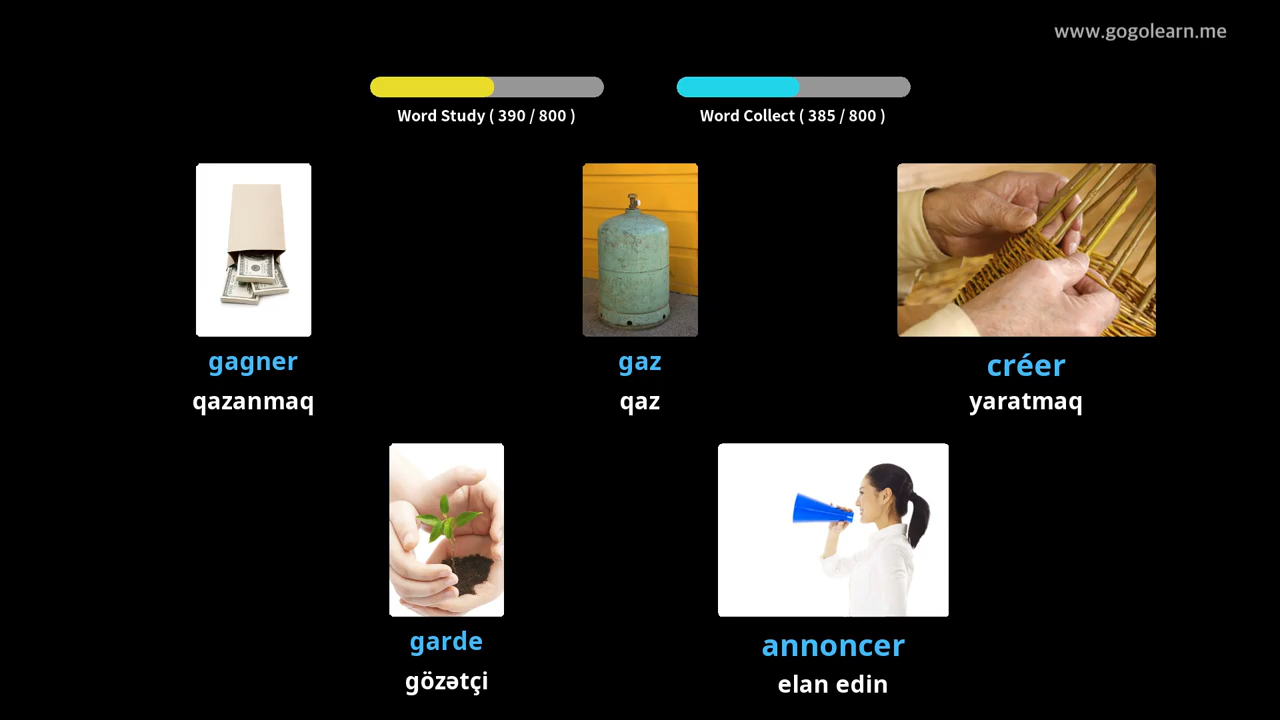 www.gogolearn.me
Word Study ( 390 / 800 )
Word Collect ( 385 / 800 )
gagner
qazanmaq
gaz
qaz
créer
yaratmaq
garde
gözətçi
annoncer
elan edin